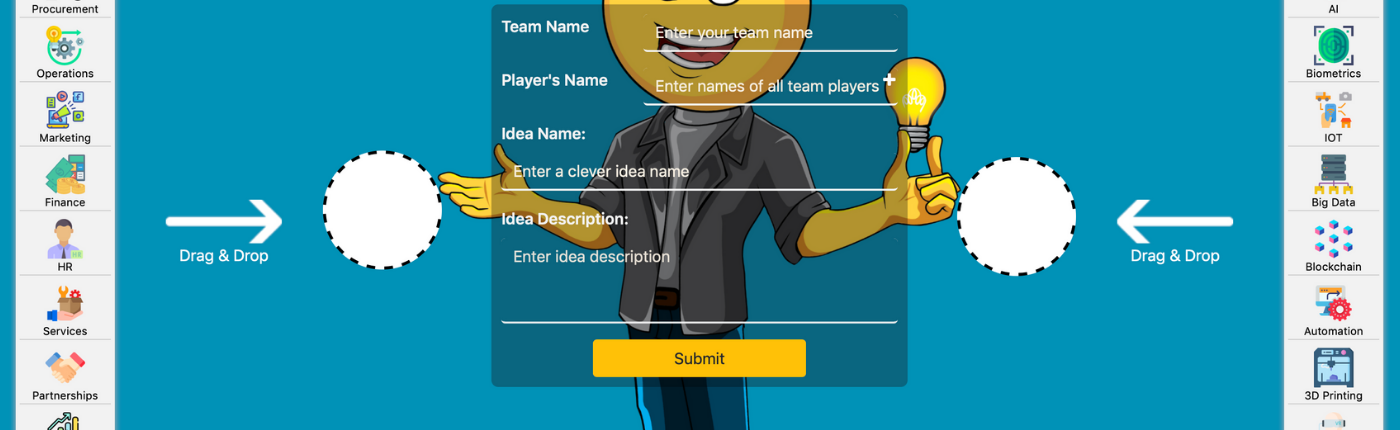 Procurement
Operations
Marketing
Finance
HR
Services
Partnerships
Drag & Drop
Team Name
Enter your team name
Player's Name
Enter names of all team players
+
Idea Name:
Enter a clever idea name
Idea Description:
Enter idea description
Submit
Drag & Drop
AI
Biometrics
IOT
Big Data
Blockchain
Automation
3D Printing